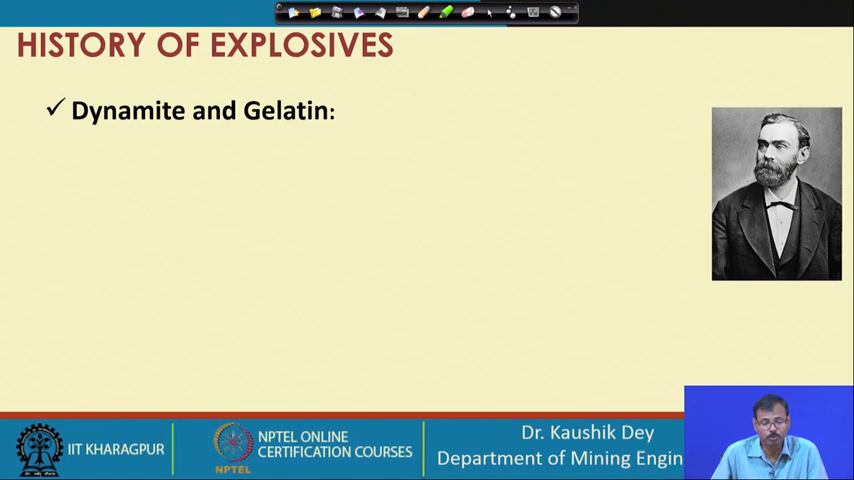 HISTORY OF EXPLOSIVES
✓ Dynamite and Gelatin:
IIT KHARAGPUR
NPTEL
NPTEL ONLINE
CERTIFICATION COURSES
Dr. Kaushik Dey
Department of Mining Engin